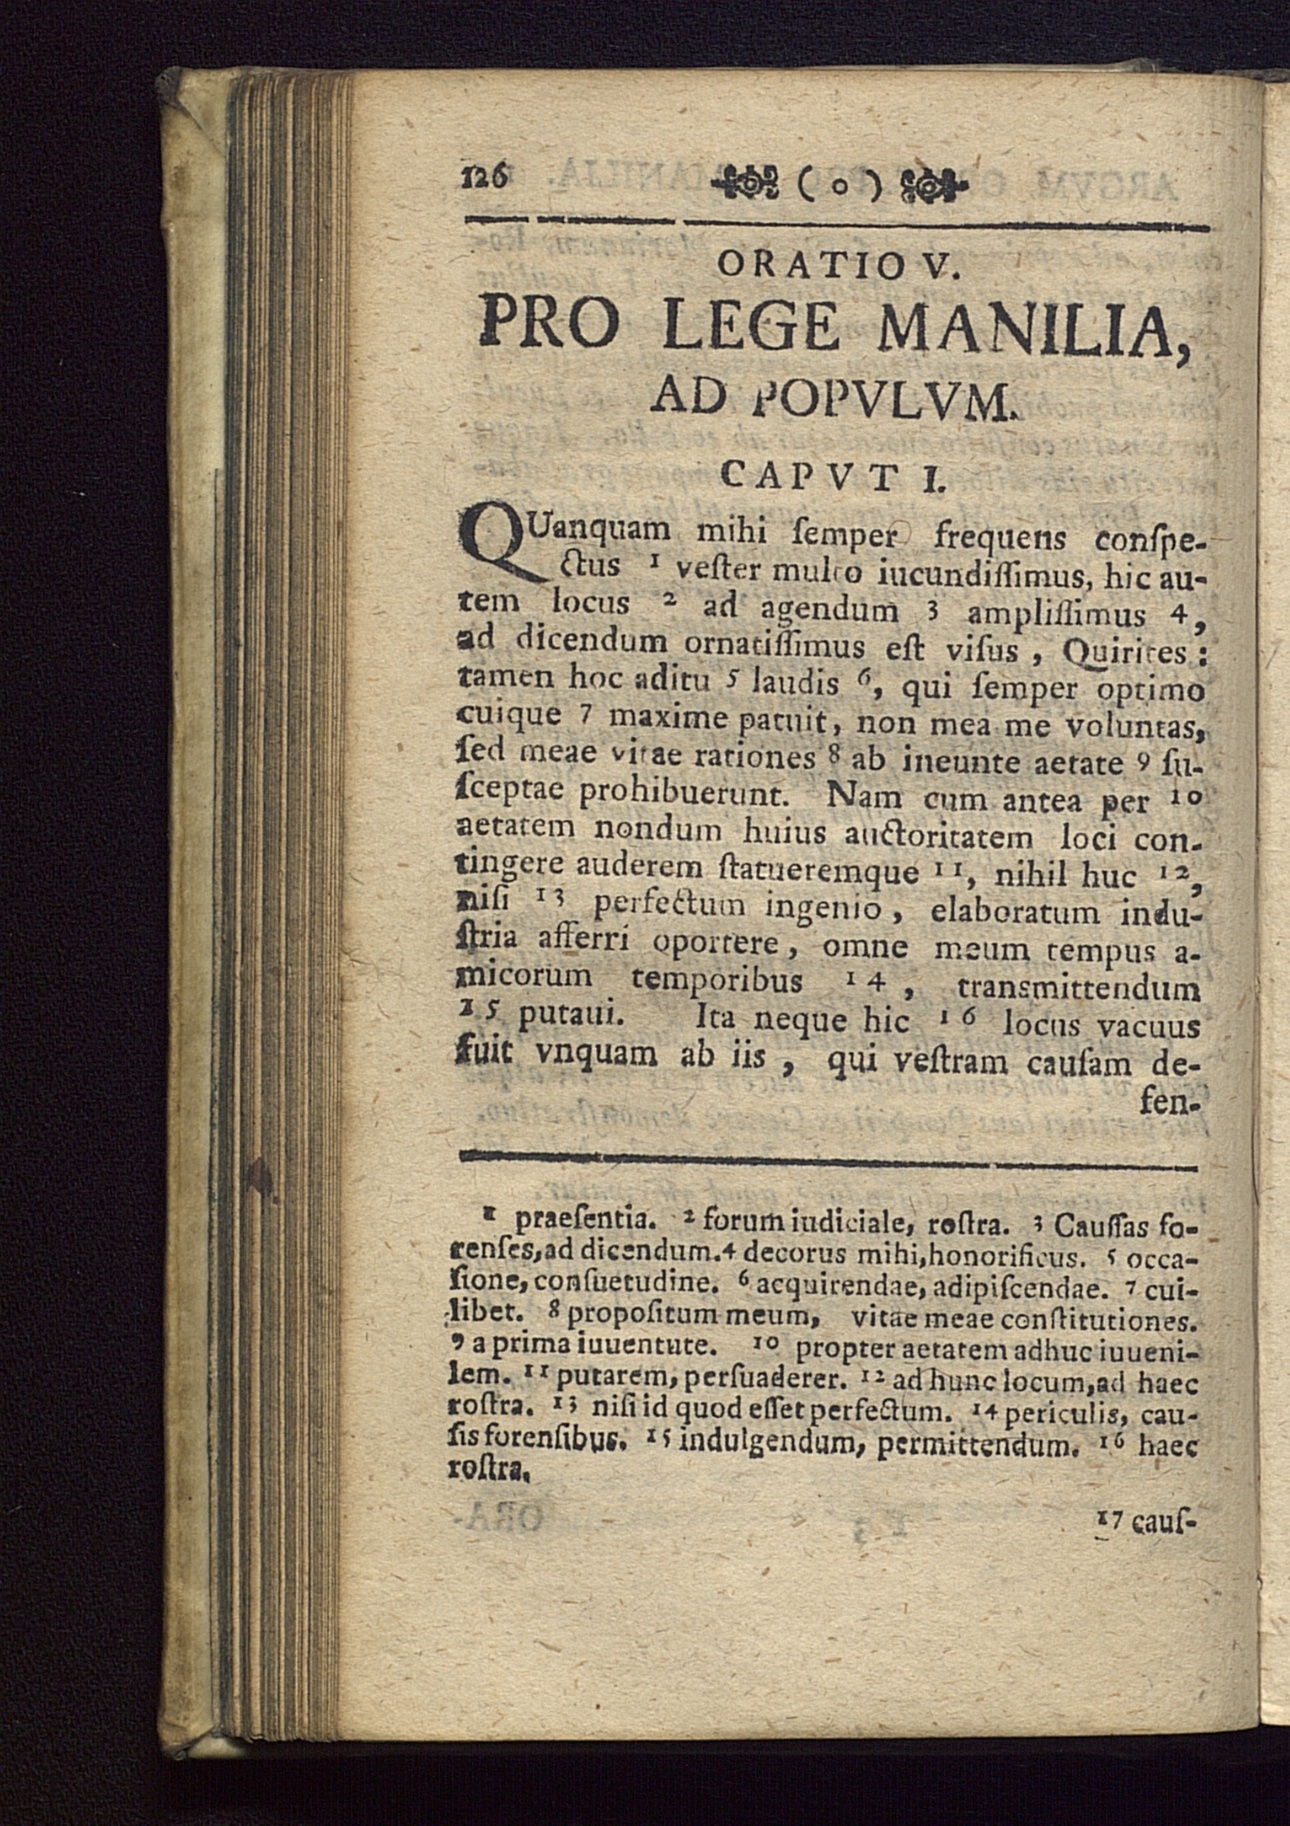 126 ( o )
ORATIO V.
PRO LEGE MANILIA,
AD POPVLVM.
CAPVT I.
QUanquam mihi ſemper frequens conſpe-
ctus 1 veſter multo iucundiſſimus, hic au-
tem locus 2 ad agendum 3 ampliſſimus 4,
ad dicendum ornatiſſimus eſt viſus, Quirites:
tamen hoc aditu 5 laudis 6, qui ſemper optimo
cuique 7 maxime patuit, non mea me voluntas,
ſed meae vitae rationes 8 ab ineunte aetate 9 ſu-
ſceptae prohibuerunt. Nam cum antea per 10
aetatem nondum huius auctoritatem loci con-
tingere auderem ſtatueremque 11, nihil huc 12,
niſi 13 perfectum ingenio, elaboratum indu-
ſtria afferri oportere, omne meum tempus a-
micorum temporibus 14, transmittendum
15 putaui. Ita neque hic 16 locus vacuus
fuit vnquam ab iis, qui veſtram cauſam de-
fen-
1 praeſentia. 2 forum iudiciale, roſtra. 3 Cauſſas fo-
renſes, ad dicendum. 4 decorus mihi, honorificus. 5 occa-
ſione, conſuetudine. 6 acquirendae, adipiſcendae. 7 cui-
libet. 8 propoſitum meum, vitae meae conſtitutiones.
9 a prima iuuentute. 10 propter aetatem adhuc iuueni-
lem. 11 putarem, perſuaderer. 12 ad hunc locum, ad haec
roſtra. 13 niſi id quod eſſet perfectum. 14 periculis, cau-
ſis forenſibus. 15 indulgendum, permittendum. 16 haec
roſtra.
17 cauſ-